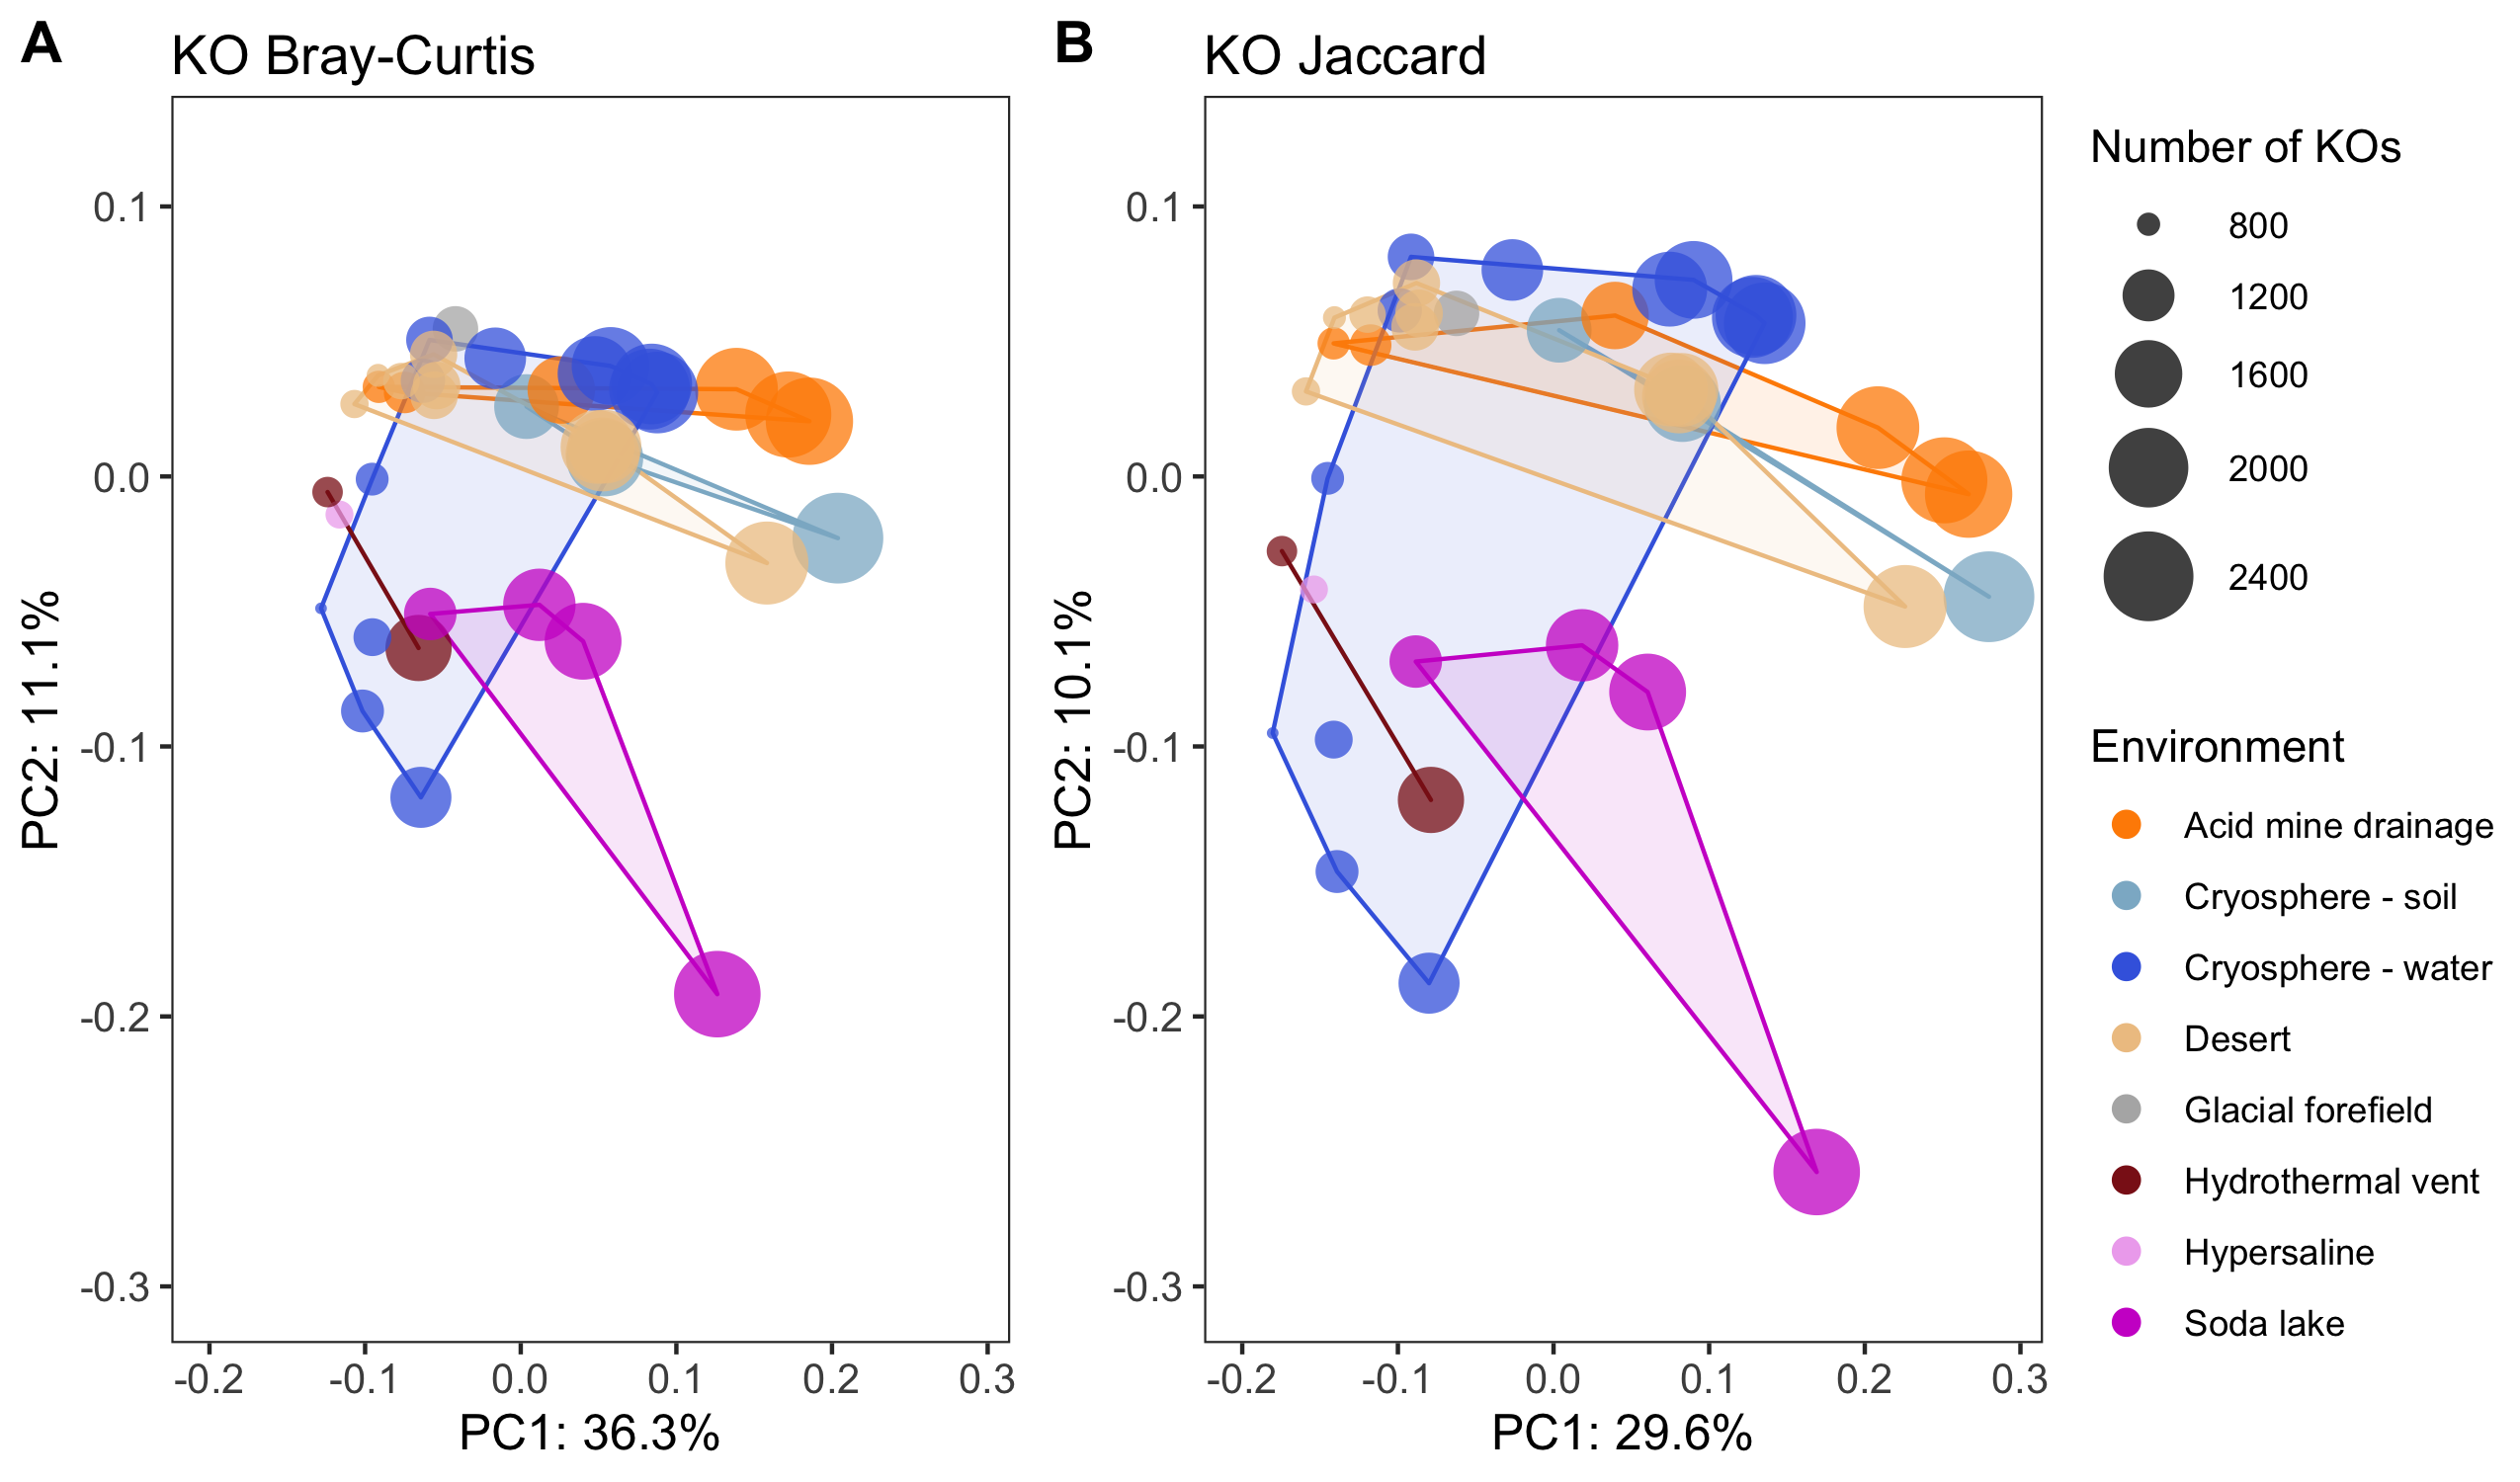 A
KO Bray-Curtis
0.1
0.0
-0.1
-0.2
-0.3
PC2: 11.1%
-0.2
-0.1
0.0
0.1
0.2
0.3
PC1: 36.3%
B
KO Jaccard
0.1
0.0
-0.1
-0.2
-0.3
PC2: 10.1%
-0.2
-0.1
0.0
0.1
0.2
0.3
PC1: 29.6%
Number of KOs
800
1200
1600
2000
2400
Environment
Acid mine drainage
Cryosphere - soil
Cryosphere - water
Desert
Glacial forefield
Hydrothermal vent
Hypersaline
Soda lake